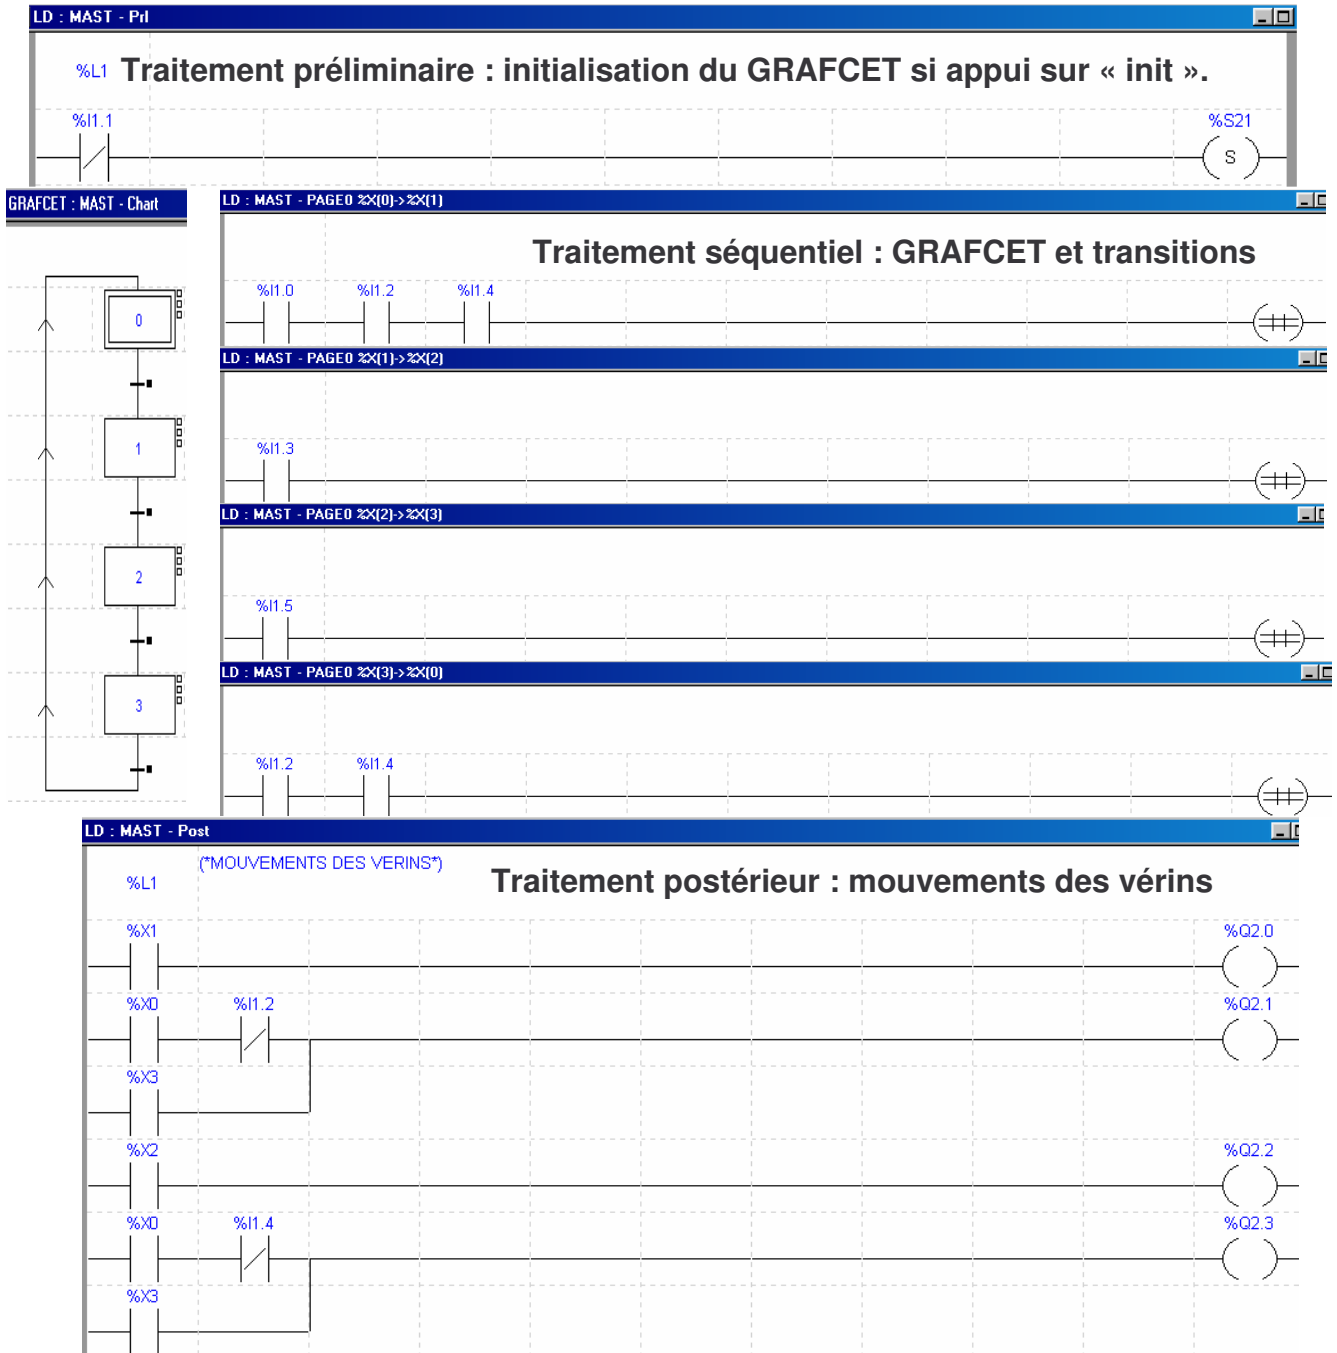 LD : MAST - Prl
%L1 Traitement préliminaire : initialisation du GRAFCET si appui sur « init ».
%I1.1 %S21
S
GRAFCET : MAST - Chart
0
1
2
3
LD : MAST - PAGE0 %X(0)->%X(1)
Traitement séquentiel : GRAFCET et transitions
%I1.0 %I1.2 %I1.4
LD : MAST - PAGE0 %X(1)->%X(2)
%I1.3
LD : MAST - PAGE0 %X(2)->%X(3)
%I1.5
LD : MAST - PAGE0 %X(3)->%X(0)
%I1.2 %I1.4
LD : MAST - Post
(*MOUVEMENTS DES VERINS*)
%L1 Traitement postérieur : mouvements des vérins
%X1 %Q2.0
%X0 %I1.2 %Q2.1
%X3
%X2 %Q2.2
%X0 %I1.4 %Q2.3
%X3